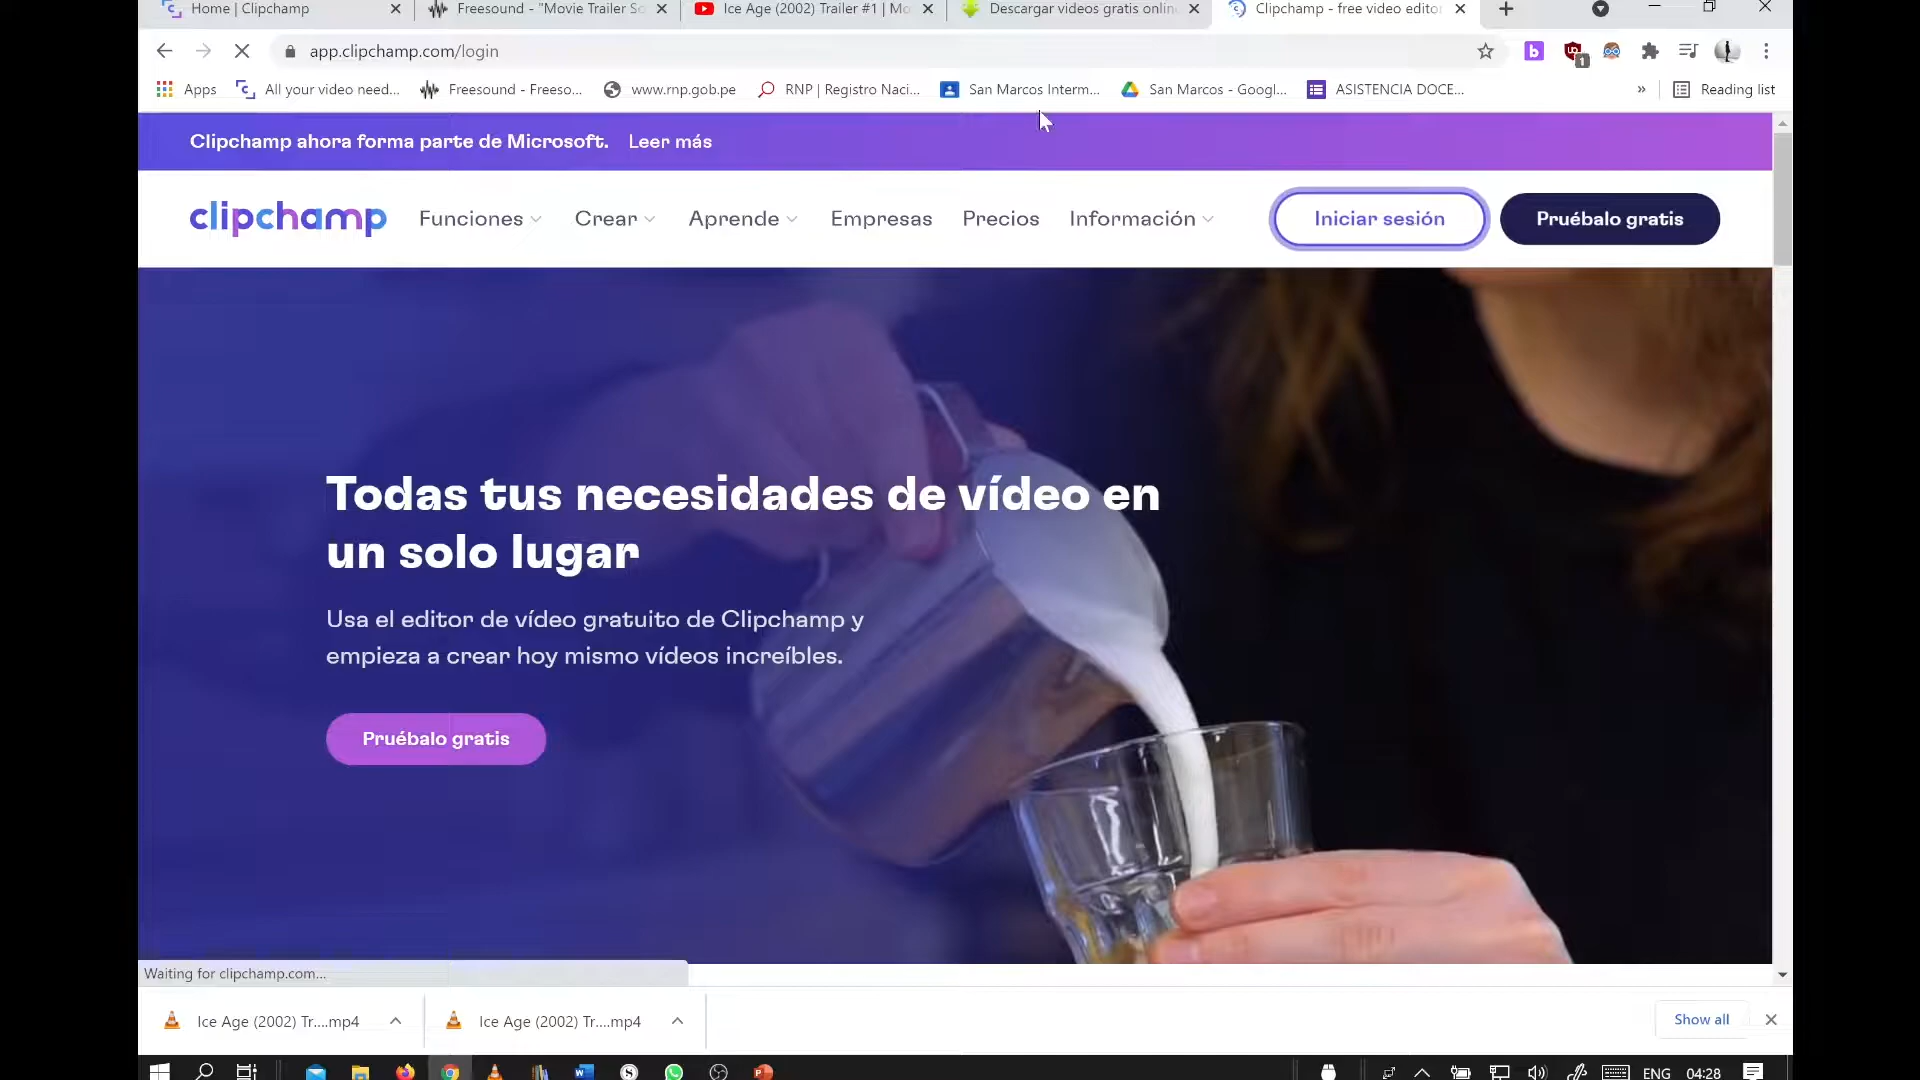 Home | Clipchamp
Freesound - "Movie Trailer So
Ice Age (2002) Trailer #1 | Mo
Descargar videos gratis onlin
Clipchamp - free video editor
app.clipchamp.com/login
1
Apps
All your video need...
Freesound - Freeso...
www.rnp.gob.pe
RNP | Registro Naci...
San Marcos Interm...
San Marcos - Googl...
ASISTENCIA DOCE...
»
Reading list
Clipchamp ahora forma parte de Microsoft. Leer más
clipchamp
Funciones
Crear
Aprende
Empresas
Precios
Información
Iniciar sesión
Pruébalo gratis
Todas tus necesidades de vídeo en
un solo lugar
Usa el editor de vídeo gratuito de Clipchamp y
empieza a crear hoy mismo vídeos increíbles.
Pruébalo gratis
Waiting for clipchamp.com...
Ice Age (2002) Tr....mp4
Ice Age (2002) Tr....mp4
Show all
ENG
04:28